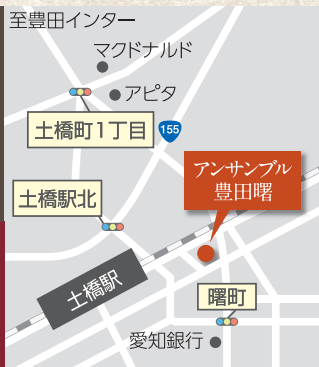 至豊田インター
マクドナルド
アピタ
土橋町1丁目
155
アンサンブル
豊田曙
土橋駅北
土橋駅
曙町
愛知銀行